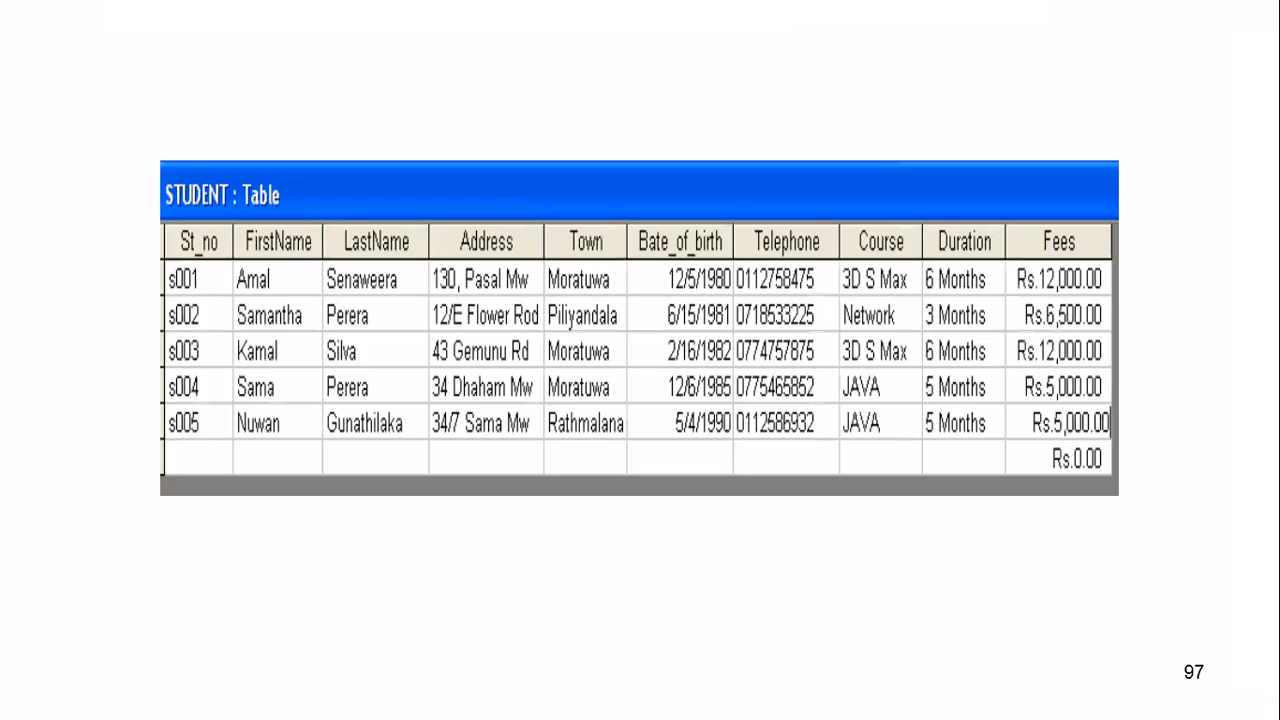 STUDENT : Table
St_no FirstName LastName Address Town Bate_of_birth Telephone Course Duration Fees
s001 Amal Senaweera 130, Pasal Mw Moratuwa 12/5/1980 0112758475 3D S Max 6 Months Rs.12,000.00
s002 Samantha Perera 12/E Flower Rod Piliyandala 6/15/1981 0718533225 Network 3 Months Rs.6,500.00
s003 Kamal Silva 43 Gemunu Rd Moratuwa 2/16/1982 0774757875 3D S Max 6 Months Rs.12,000.00
s004 Sama Perera 34 Dhaham Mw Moratuwa 12/6/1985 0775465852 JAVA 5 Months Rs.5,000.00
s005 Nuwan Gunathilaka 34/7 Sama Mw Rathmalana 5/4/1990 0112586932 JAVA 5 Months Rs.5,000.00
Rs.0.00
97